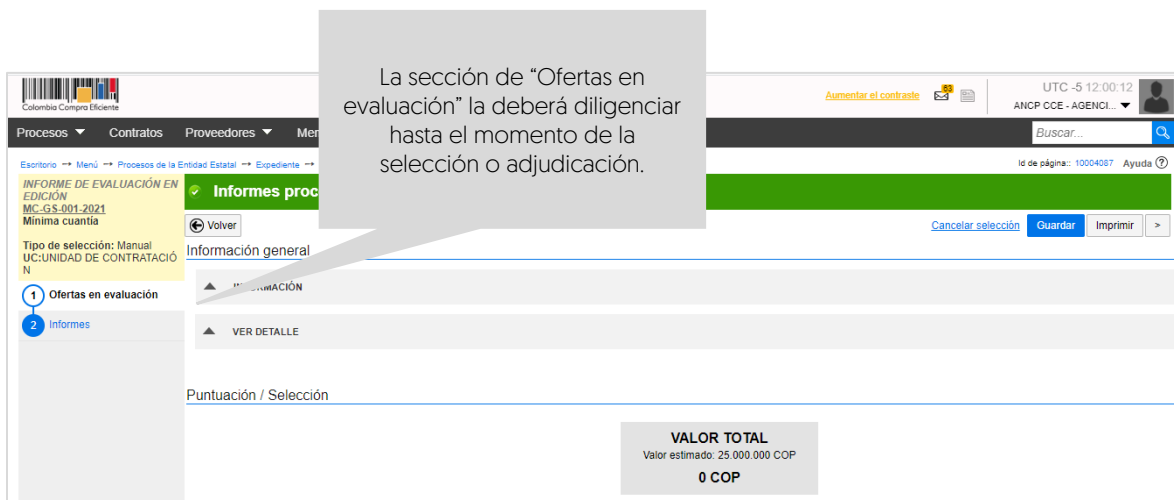 La sección de “Ofertas en
evaluación” la deberá diligenciar
hasta el momento de la
selección o adjudicación.
Colombia Compra Eficiente
Aumentar el contraste
63
UTC -5 12:00:12
ANCP CCE - AGENCI...
Procesos Contratos Proveedores
Buscar...
Escritorio → Menú → Procesos de la Entidad Estatal → Expediente →
Id de página:: 10004087 Ayuda
INFORME DE EVALUACIÓN EN
EDICIÓN
MC-GS-001-2021
Mínima cuantía
Tipo de selección: Manual
UC:UNIDAD DE CONTRATACIÓ
N
1 Ofertas en evaluación
2 Informes
Informes
Volver
Cancelar selección Guardar Imprimir >
Información general
VER DETALLE
Puntuación / Selección
VALOR TOTAL
Valor estimado: 25.000.000 COP
0 COP